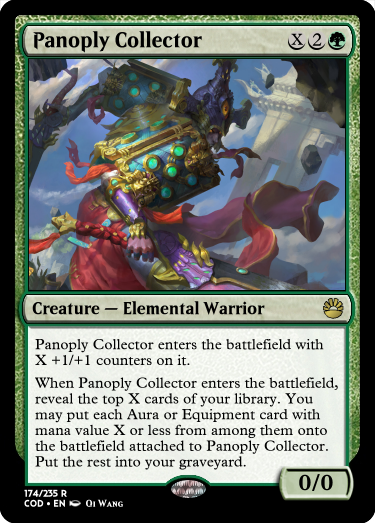 Panoply Collector X 2
Creature — Elemental Warrior
Panoply Collector enters the battlefield with
X +1/+1 counters on it.
When Panoply Collector enters the battlefield,
reveal the top X cards of your library. You
may put each Aura or Equipment card with
mana value X or less from among them onto
the battlefield attached to Panoply Collector.
Put the rest into your graveyard.
0/0
174/235 R
COD • EN Qi Wang